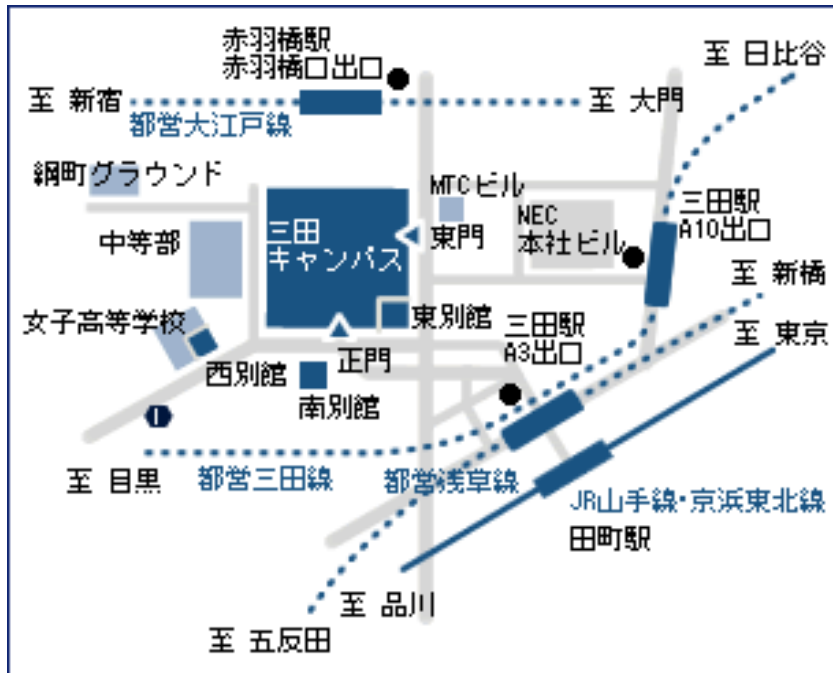 赤羽橋駅
赤羽橋口出口
至 日比谷
至 新宿
至 大門
都営大江戸線
綱町グラウンド
MTCビル
三田駅
A10出口
NEC
本社ビル
三田
キャンパス
東門
中等部
至 新橋
女子高等学校
東別館
三田駅
A3出口
至 東京
正門
西別館
南別館
至 目黒
都営三田線
都営浅草線
JR山手線・京浜東北線
田町駅
至 品川
至 五反田